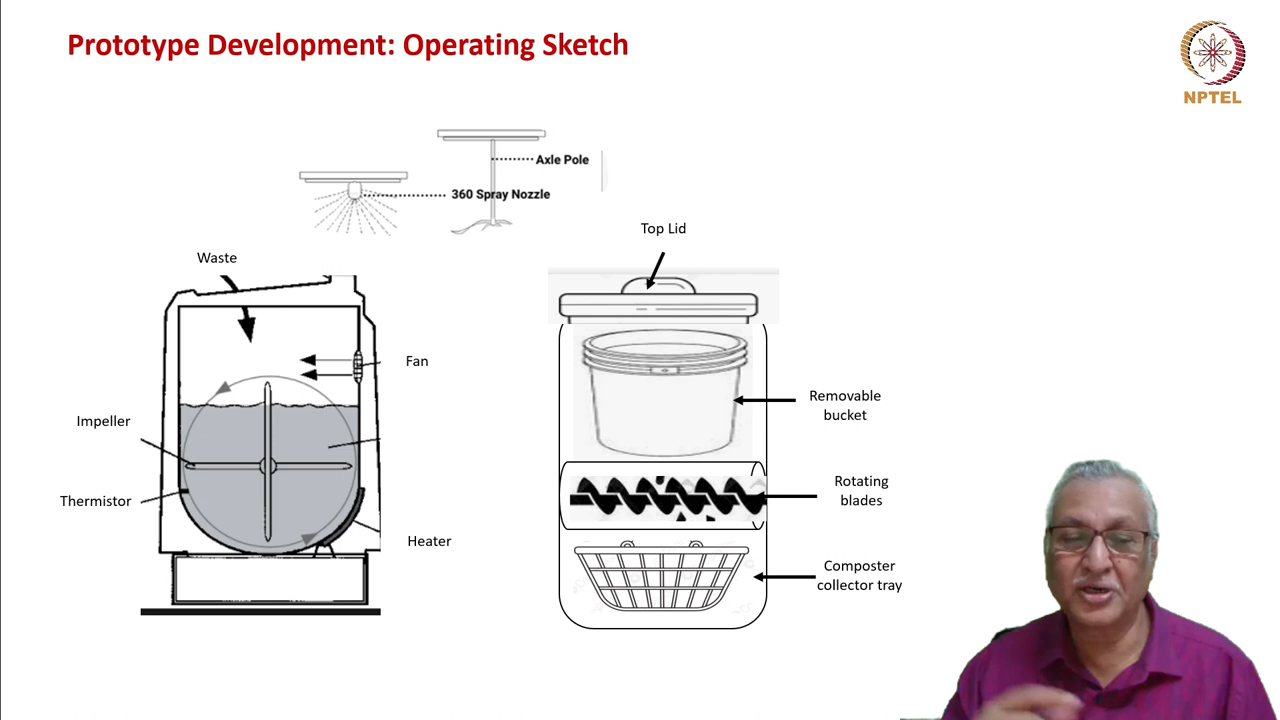 Prototype Development: Operating Sketch
NPTEL
Axle Pole
360 Spray Nozzle
Waste
Fan
Impeller
Thermistor
Heater
Top Lid
Removable
bucket
Rotating
blades
Composter
collector tray